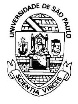 UNIVERSIDADE DE SÃO PAULO
SCIENTIA VINCES